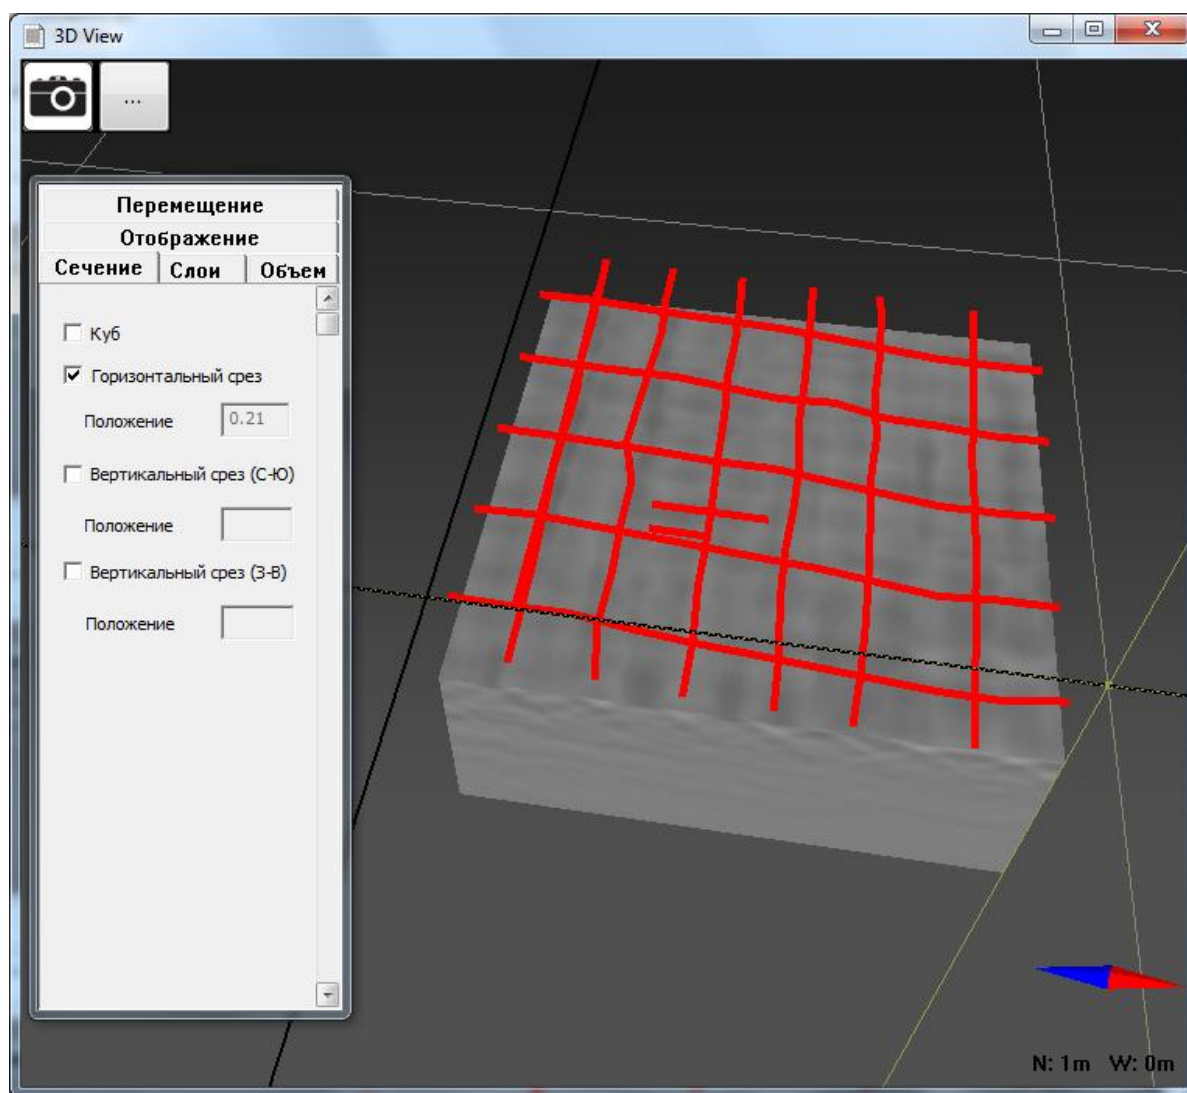 3D View
...
Перемещение
Отображение
Сечение Слои Объем
Куб
Горизонтальный срез
Положение 0.21
Вертикальный срез (С-Ю)
Положение
Вертикальный срез (З-В)
Положение
N: 1m W: 0m